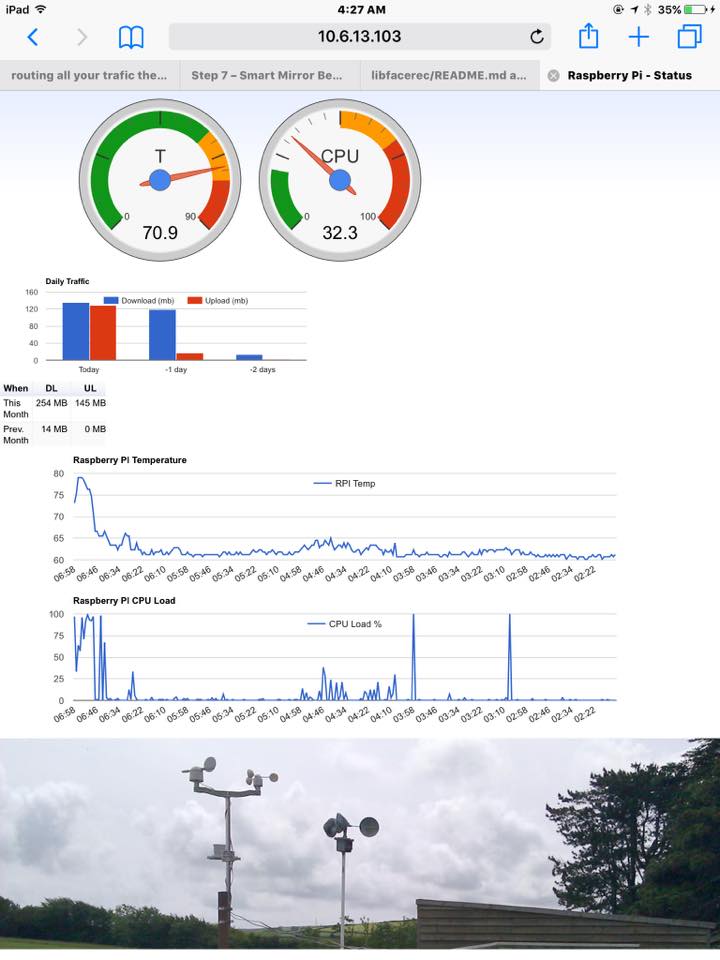 iPad 4:27 AM 35%
10.6.13.103
routing all your trafic the... Step 7 – Smart Mirror Be... libfacerec/README.md a... Raspberry Pi - Status
T CPU
0 90 0 100
70.9 32.3
Daily Traffic
160
Download (mb) Upload (mb)
120
80
40
0
Today -1 day -2 days
When DL UL
This Month 254 MB 145 MB
Prev. Month 14 MB 0 MB
Raspberry PI Temperature
80
RPI Temp
75
70
65
60
06:58 06:46 06:34 06:22 06:10 05:58 05:46 05:34 05:22 05:10 04:58 04:46 04:34 04:22 04:10 03:58 03:46 03:34 03:22 03:10 02:58 02:46 02:34 02:22
Raspberry PI CPU Load
100
CPU Load %
75
50
25
0
06:58 06:46 06:34 06:22 06:10 05:58 05:46 05:34 05:22 05:10 04:58 04:46 04:34 04:22 04:10 03:58 03:46 03:34 03:22 03:10 02:58 02:46 02:34 02:22